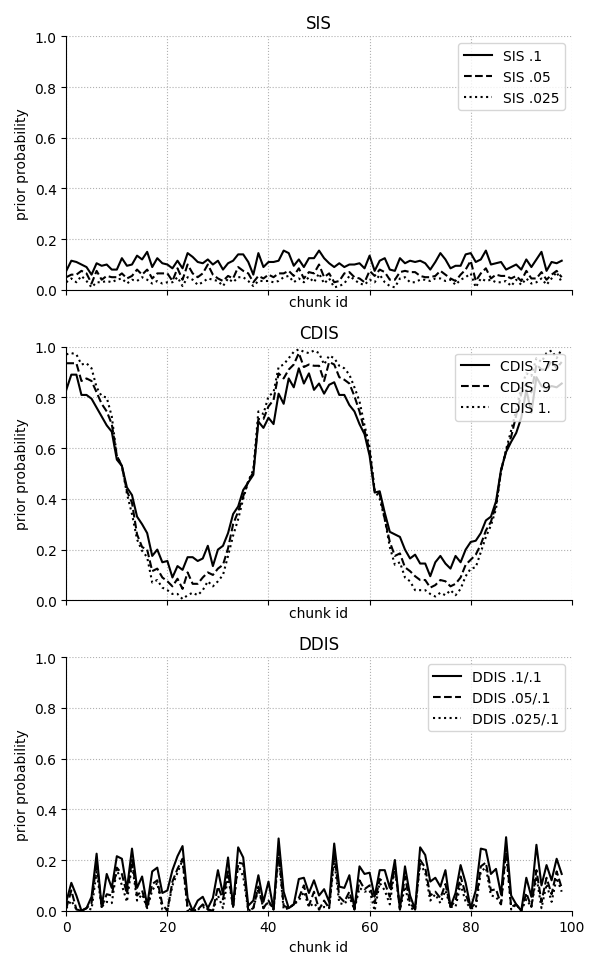 SIS
1.0
0.8
0.6
0.4
0.2
0.0
prior probability
SIS .1
SIS .05
SIS .025
chunk id
CDIS
1.0
0.8
0.6
0.4
0.2
0.0
prior probability
CDIS .75
CDIS .9
CDIS 1.
chunk id
DDIS
1.0
0.8
0.6
0.4
0.2
0.0
prior probability
DDIS .1/.1
DDIS .05/.1
DDIS .025/.1
0 20 40 60 80 100
chunk id